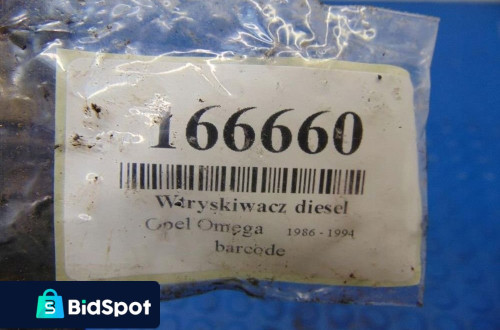 166660
Wtryskiwacz diesel
Opel Omega 1986 - 1994
barcode
S
BidSpot